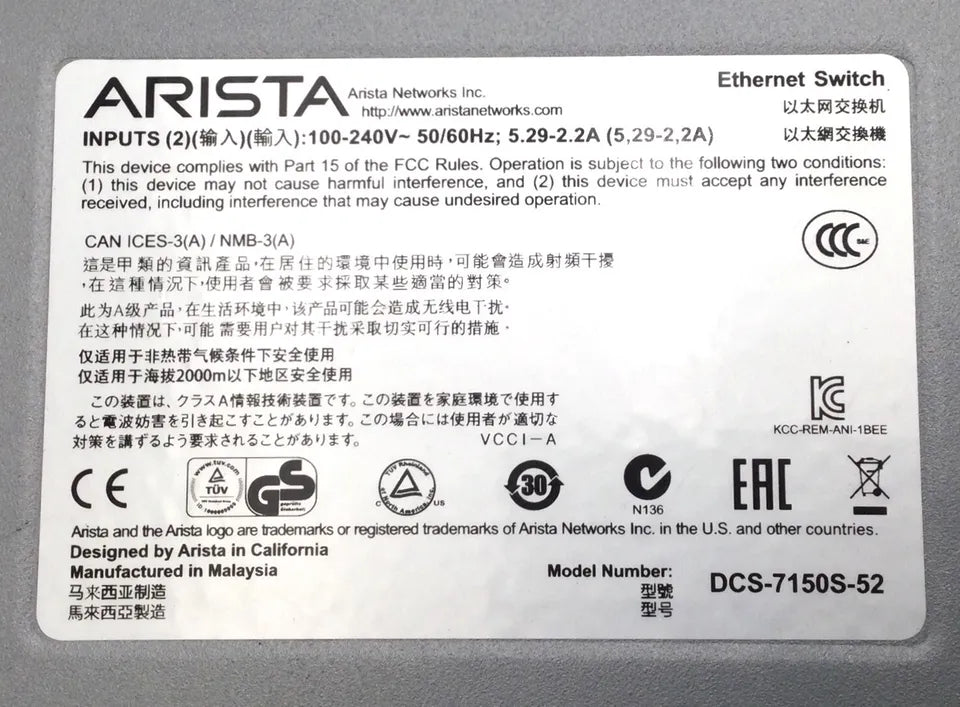 ARISTA Arista Networks Inc.
http://www.aristanetworks.com
Ethernet Switch
以太网交换机
以太網交換機
INPUTS (2)(输入)(輸入):100-240V~ 50/60Hz; 5.29-2.2A (5,29-2,2A)
This device complies with Part 15 of the FCC Rules. Operation is subject to the following two conditions:
(1) this device may not cause harmful interference, and (2) this device must accept any interference
received, including interference that may cause undesired operation.
CCC S&E
CAN ICES-3(A) / NMB-3(A)
這是甲類的資訊產品,在居住的環境中使用時,可能會造成射頻干擾
,在這種情況下,使用者會被要求採取某些適當的對策。
此为A级产品,在生活环境中,该产品可能会造成无线电干扰。
在这种情况下,可能需要用户对其干扰采取切实可行的措施。
仅适用于非热带气候条件下安全使用
仅适用于海拔2000m以下地区安全使用
この装置は、クラスA情報技術装置です。この装置を家庭環境で使用す
ると電波妨害を引き起こすことがあります。この場合には使用者が適切な
対策を講ずるよう要求されることがあります。 VCCI-A
KC
KCC-REM-ANI-1BEE
CE
www.tuv.com
TÜV
ID 1000000000
GS
geprüfte
Sicherheit
TÜV Rheinland
of North America, Inc.
C US
30
N136
EAC
Arista and the Arista logo are trademarks or registered trademarks of Arista Networks Inc. in the U.S. and other countries.
Designed by Arista in California
Manufactured in Malaysia
马来西亚制造
馬來西亞製造
Model Number: DCS-7150S-52
型號
型号